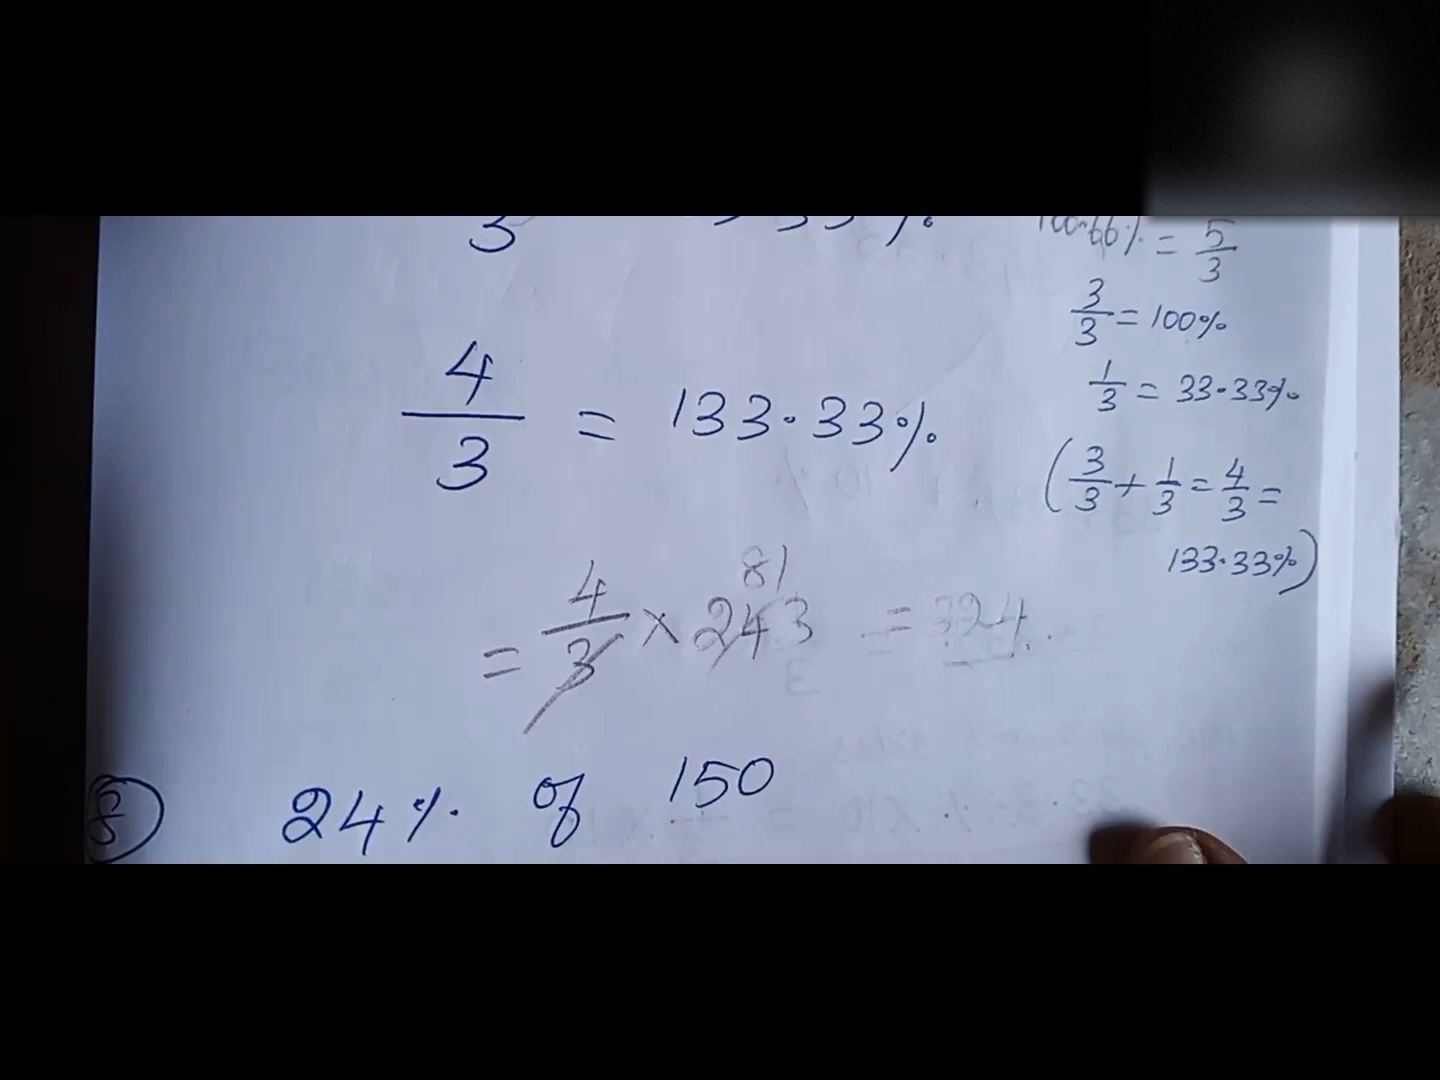 100.66% = 5/3
3/3 = 100%
1/3 = 33.33%
4/3 = 133.33%
(3/3 + 1/3 = 4/3 =
133.33%)
= 4/3 × 243 81 = 324.
8 24% of 150